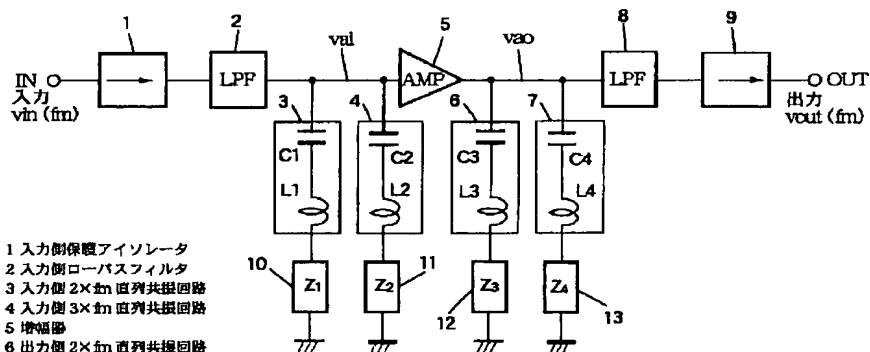 1
2
val
5
vao
8
9
IN
入力
vin (fm)
LPF
AMP
LPF
OUT
出力
vout (fm)
3
4
6
7
C1
C2
C3
C4
L1
L2
L3
L4
10
Z1
11
Z2
12
Z3
13
Z4
1 入力側保護アイソレータ
2 入力側ローパスフィルタ
3 入力側 2×fm 直列共振回路
4 入力側 3×fm 直列共振回路
5 増幅器
6 出力側 2×fm 直列共振回路